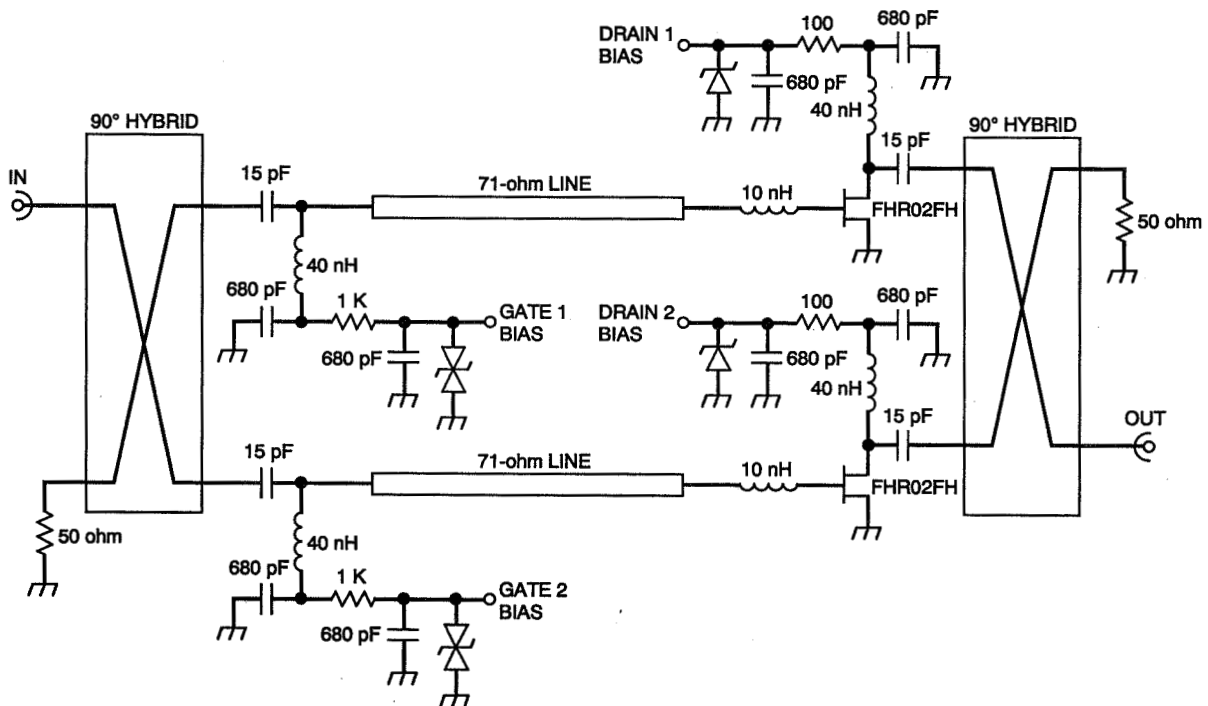 DRAIN 1
BIAS
100
680 pF
680 pF
40 nH
90° HYBRID
90° HYBRID
IN
15 pF
71-ohm LINE
10 nH
15 pF
FHR02FH
50 ohm
40 nH
680 pF
1 K
GATE 1
BIAS
680 pF
DRAIN 2
BIAS
100
680 pF
680 pF
40 nH
15 pF
71-ohm LINE
10 nH
15 pF
OUT
FHR02FH
50 ohm
40 nH
680 pF
1 K
GATE 2
BIAS
680 pF